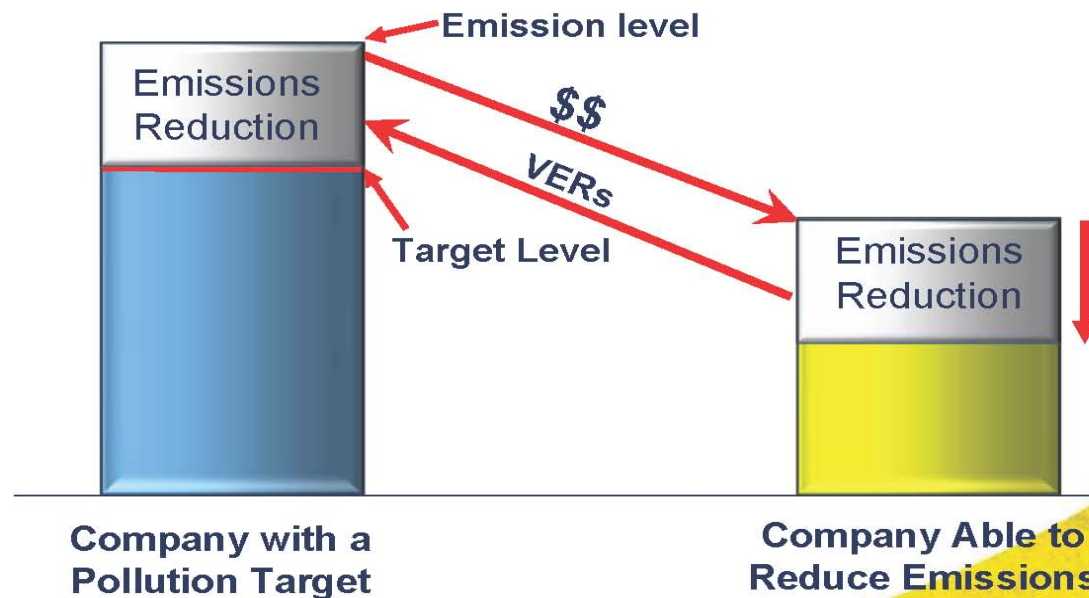 Emission level
Emissions
Reduction
$$
VERs
Target Level
Emissions
Reduction
Company with a
Pollution Target
Company Able to
Reduce Emissions